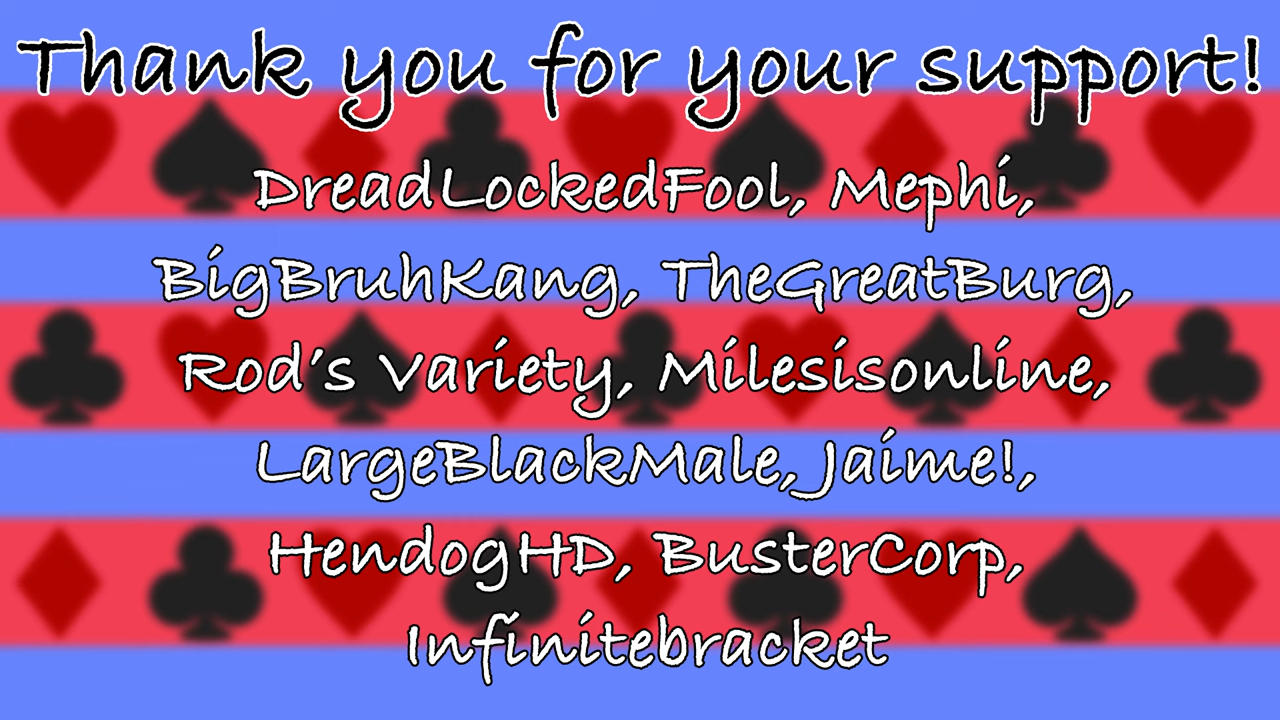 Thank you for your support!
DreadLockedFool, Mephi,
BigBruhKang, TheGreatBurg,
Rod's Variety, Milesisonline,
LargeBlackMale, Jaime!,
HendogHD, BusterCorp,
Infinitebracket